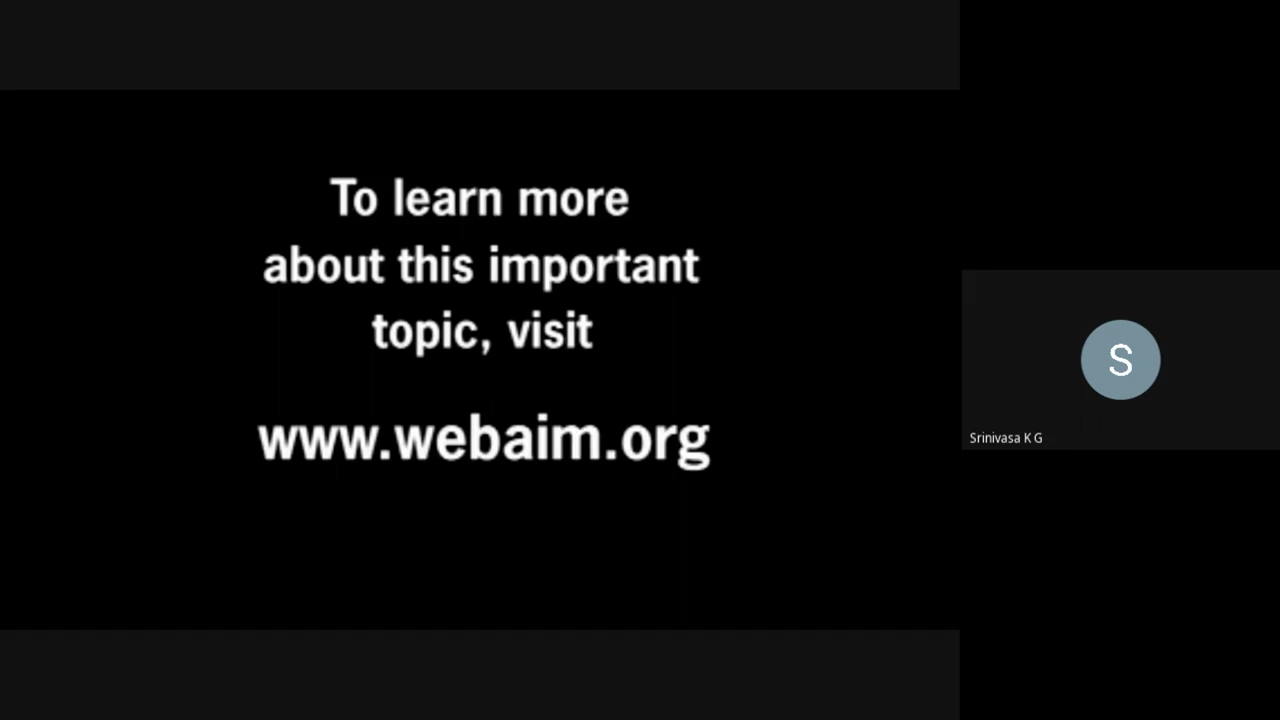 To learn more
about this important
topic, visit
www.webaim.org
S
Srinivasa K G